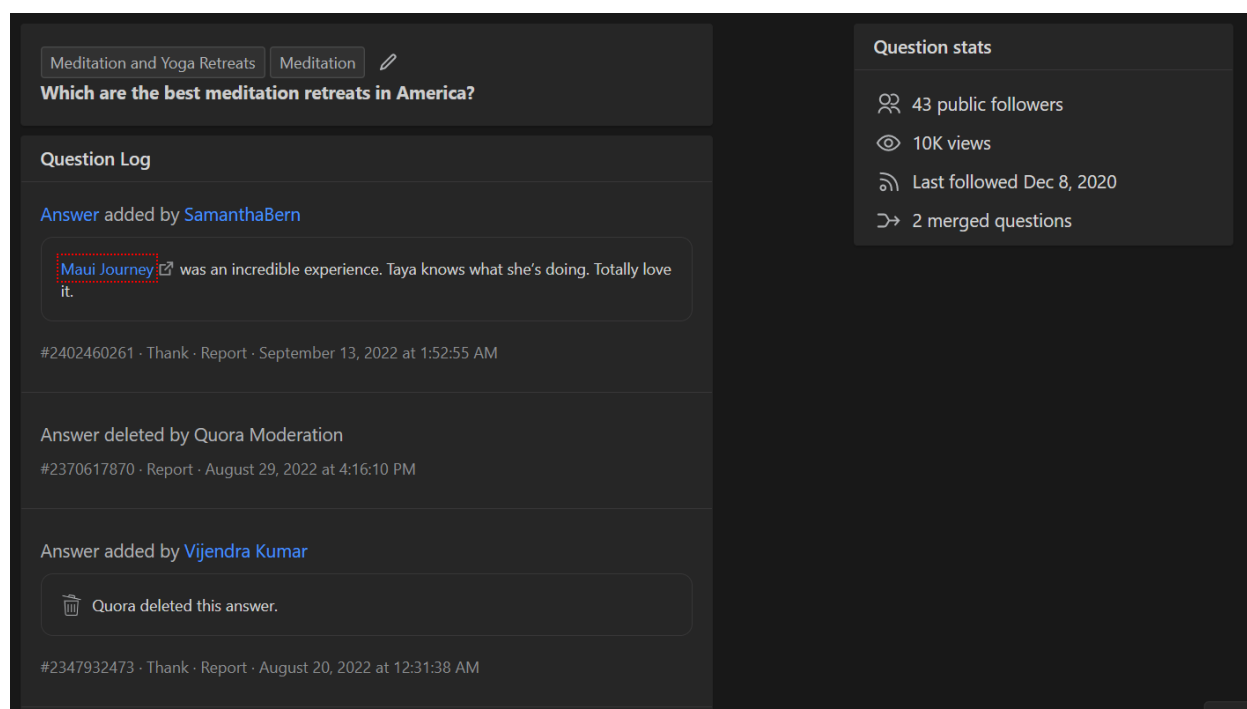 Meditation and Yoga Retreats Meditation
Which are the best meditation retreats in America?
Question Log
Answer added by SamanthaBern
Maui Journey was an incredible experience. Taya knows what she’s doing. Totally love
it.
#2402460261 · Thank · Report · September 13, 2022 at 1:52:55 AM
Answer deleted by Quora Moderation
#2370617870 · Report · August 29, 2022 at 4:16:10 PM
Answer added by Vijendra Kumar
Quora deleted this answer.
#2347932473 · Thank · Report · August 20, 2022 at 12:31:38 AM
Question stats
43 public followers
10K views
Last followed Dec 8, 2020
2 merged questions